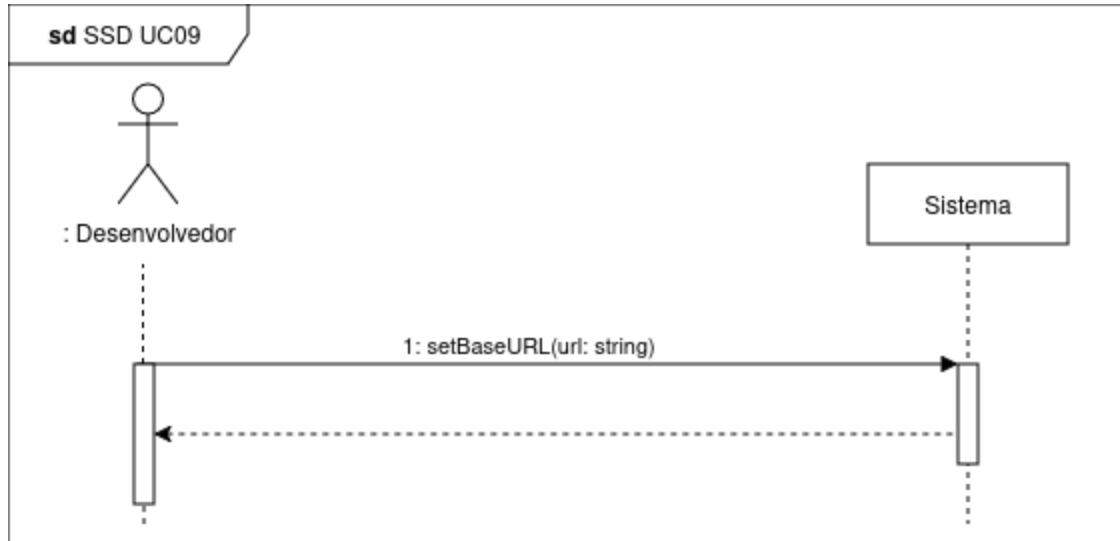 sd SSD UC09
: Desenvolvedor
Sistema
1: setBaseURL(url: string)